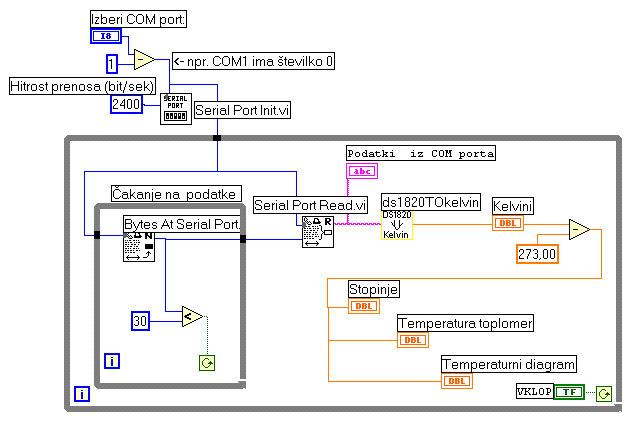 Izberi COM port:
I8
1
<- npr. COM1 ima številko 0
Hitrost prenosa (bit/sek)
2400
SERIAL
PORT
Serial Port Init.vi
Podatki iz COM porta
abc
Čakanje na podatke
Serial Port Read.vi
ds1820TOkelvin
DS1820
Kelvin
Kelvini
DBL
Bytes At Serial Port.
N
R
273,00
30
<
Stopinje
DBL
Temperatura toplomer
DBL
Temperaturni diagram
DBL
i
i
VKLOP
TF